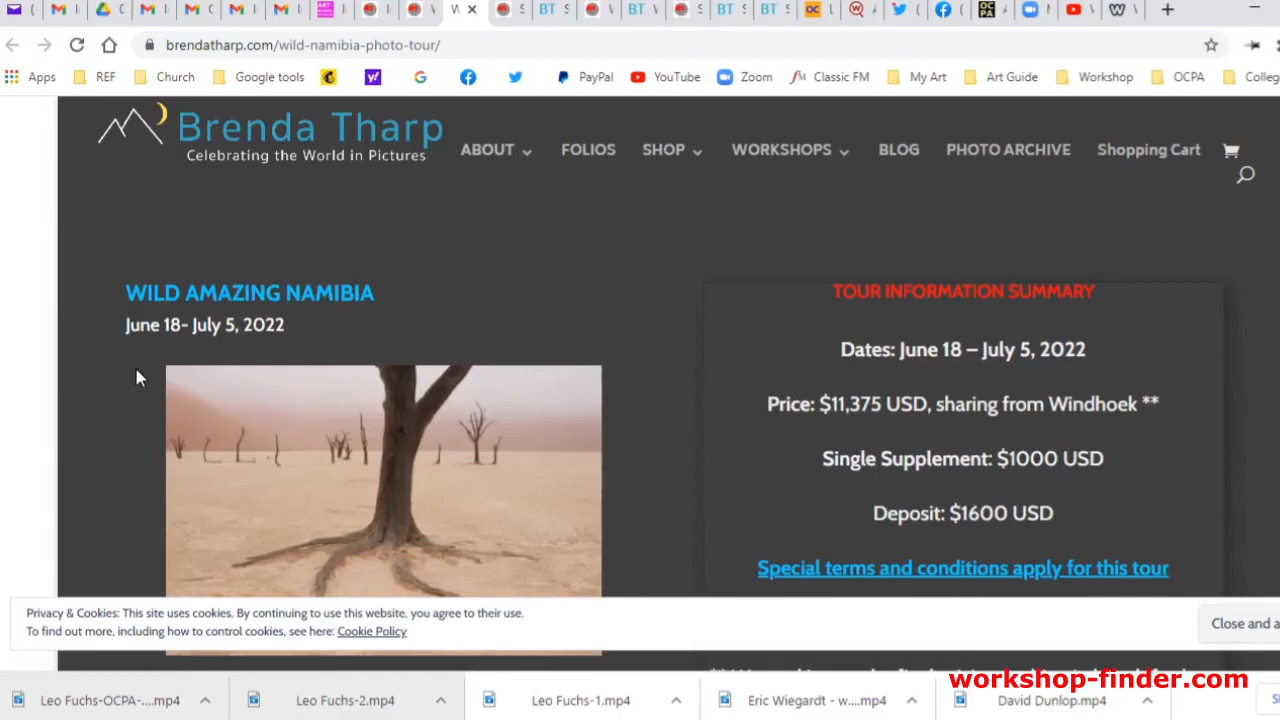 brendatharp.com/wild-namibia-photo-tour/
Apps REF Church Google tools PayPal YouTube Zoom Classic FM My Art Art Guide Workshop OCPA Colleg
Brenda Tharp
Celebrating the World in Pictures
ABOUT FOLIOS SHOP WORKSHOPS BLOG PHOTO ARCHIVE Shopping Cart
WILD AMAZING NAMIBIA
June 18- July 5, 2022
TOUR INFORMATION SUMMARY
Dates: June 18 – July 5, 2022
Price: $11,375 USD, sharing from Windhoek **
Single Supplement: $1000 USD
Deposit: $1600 USD
Special terms and conditions apply for this tour
Privacy & Cookies: This site uses cookies. By continuing to use this website, you agree to their use.
To find out more, including how to control cookies, see here: Cookie Policy
Close and a
workshop-finder.com
Leo Fuchs-OCPA-....mp4 Leo Fuchs-2.mp4 Leo Fuchs-1.mp4 Eric Wiegardt - w....mp4 David Dunlop.mp4